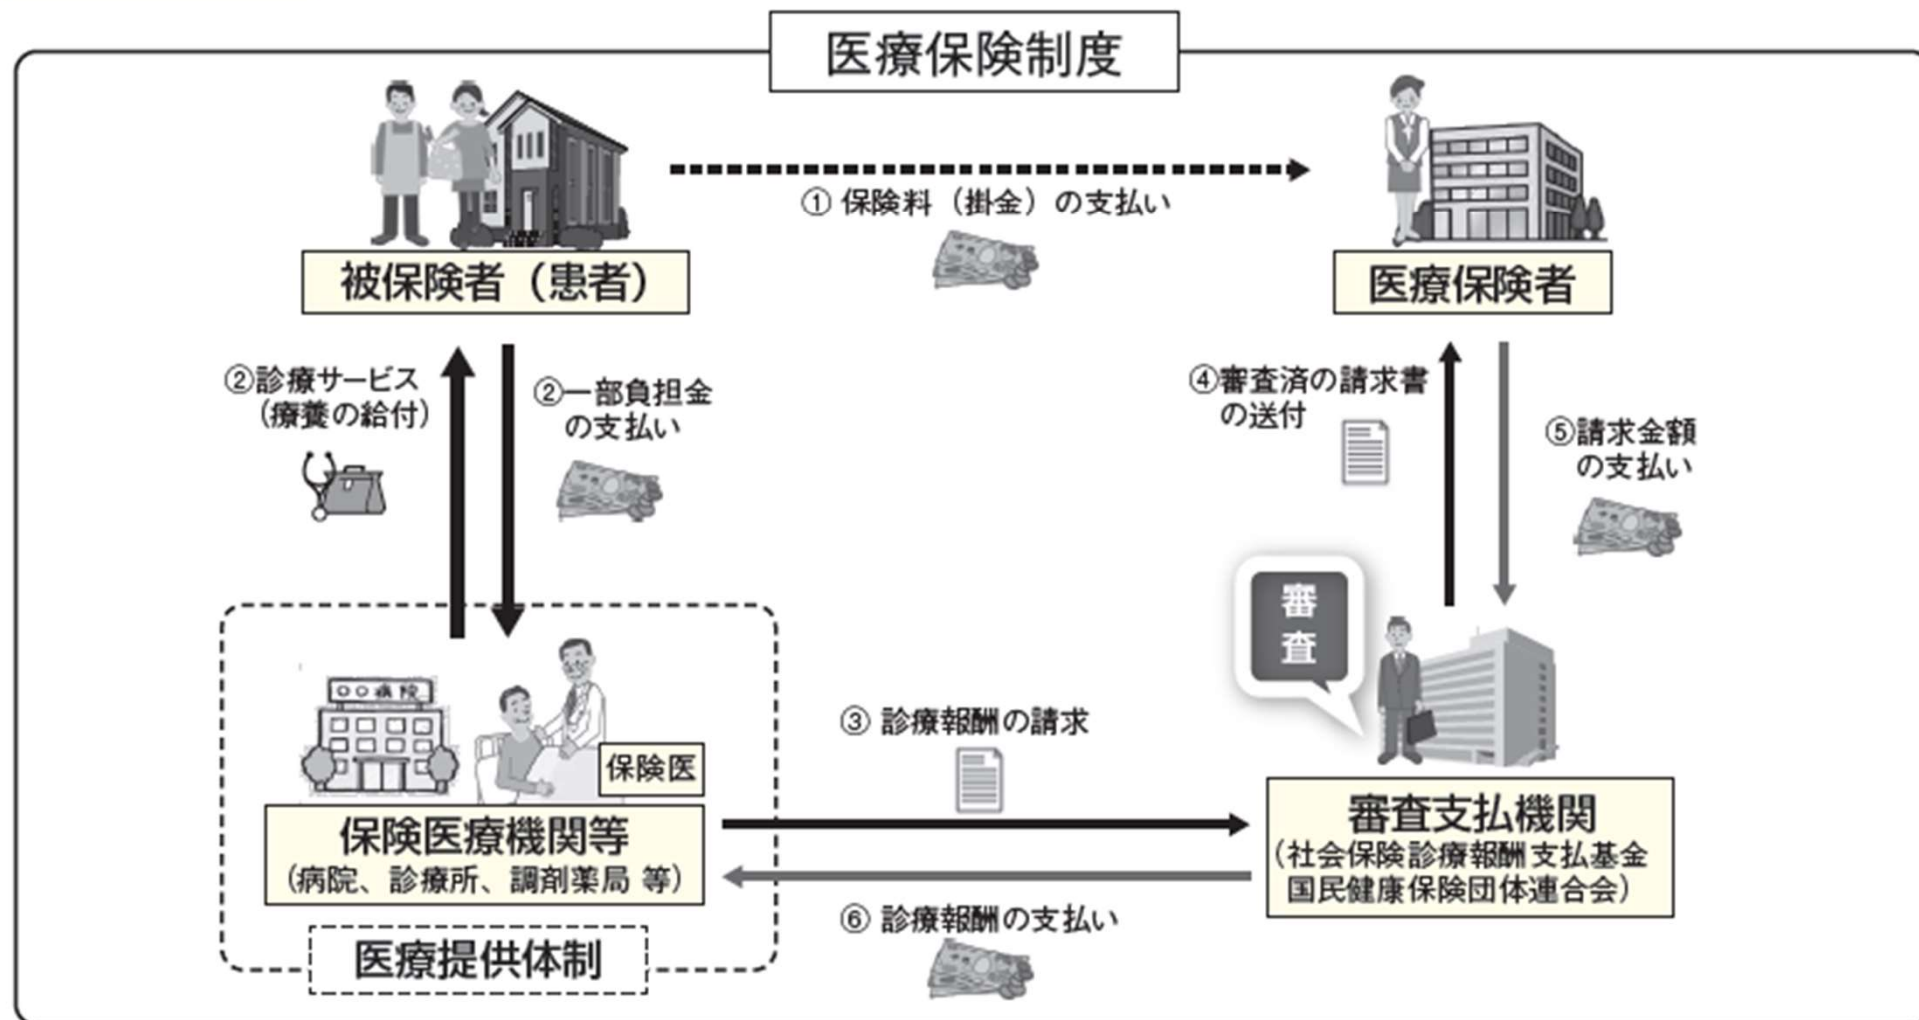 医療保険制度
① 保険料（掛金）の支払い
被保険者（患者）
医療保険者
②診療サービス
（療養の給付）
②一部負担金
の支払い
④審査済の請求書
の送付
⑤請求金額
の支払い
審
査
○○病院
保険医
③ 診療報酬の請求
保険医療機関等
（病院、診療所、調剤薬局 等）
審査支払機関
（社会保険診療報酬支払基金
国民健康保険団体連合会）
⑥ 診療報酬の支払い
医療提供体制